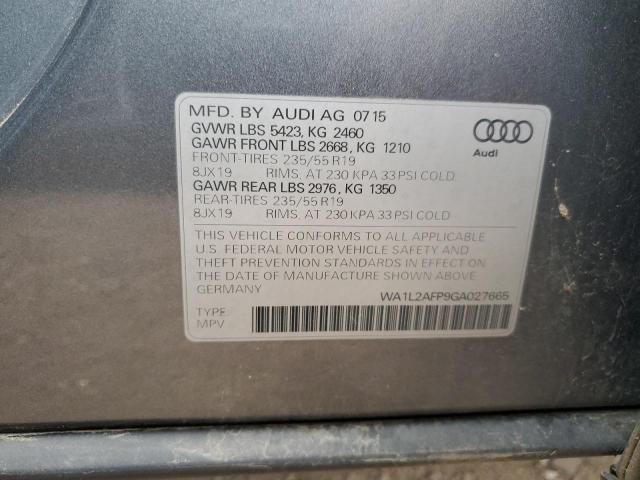 MFD. BY AUDI AG 07 15
GVWR LBS 5423, KG 2460
GAWR FRONT LBS 2668, KG 1210
FRONT-TIRES 235/55 R19
8JX19 RIMS, AT 230 KPA 33 PSI COLD.
GAWR REAR LBS 2976, KG 1350
REAR-TIRES 235/55 R19
8JX19 RIMS, AT 230 KPA 33 PSI COLD
Audi
THIS VEHICLE CONFORMS TO ALL APPLICABLE
U.S. FEDERAL MOTOR VEHICLE SAFETY AND
THEFT PREVENTION STANDARDS IN EFFECT ON
THE DATE OF MANUFACTURE SHOWN ABOVE.
GERMANY
WA1L2AFP9GA027665
TYPE:
MPV